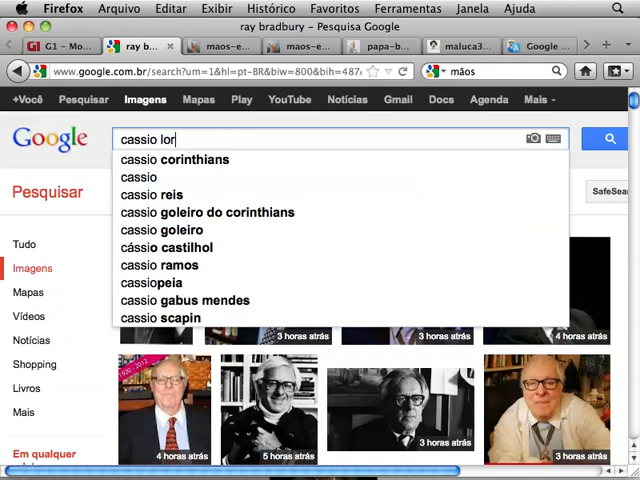 Firefox Arquivo Editar Exibir Histórico Favoritos Ferramentas Janela Ajuda
ray bradbury - Pesquisa Google
G1 - Mo... ray b... maos-e... maos-e... papa-b... maluca3... Google ...
www.google.com.br/search?um=1&hl=pt-BR&biw=800&bih=487 mãos
+Você Pesquisar Imagens Mapas Play YouTube Notícias Gmail Docs Agenda Mais
Google cassio lor
cassio corinthians
cassio
cassio reis
cassio goleiro do corinthians
cassio goleiro
cássio castilhol
cassio ramos
cassiopeia
cassio gabus mendes
cassio scapin
Pesquisar
SafeSear
Tudo
Imagens
Mapas
Vídeos
Notícias
Shopping
Livros
Mais
Em qualquer
3 horas atrás 3 horas atrás 4 horas atrás
1920 - 2012
4 horas atrás 5 horas atrás 3 horas atrás 3 horas atrás